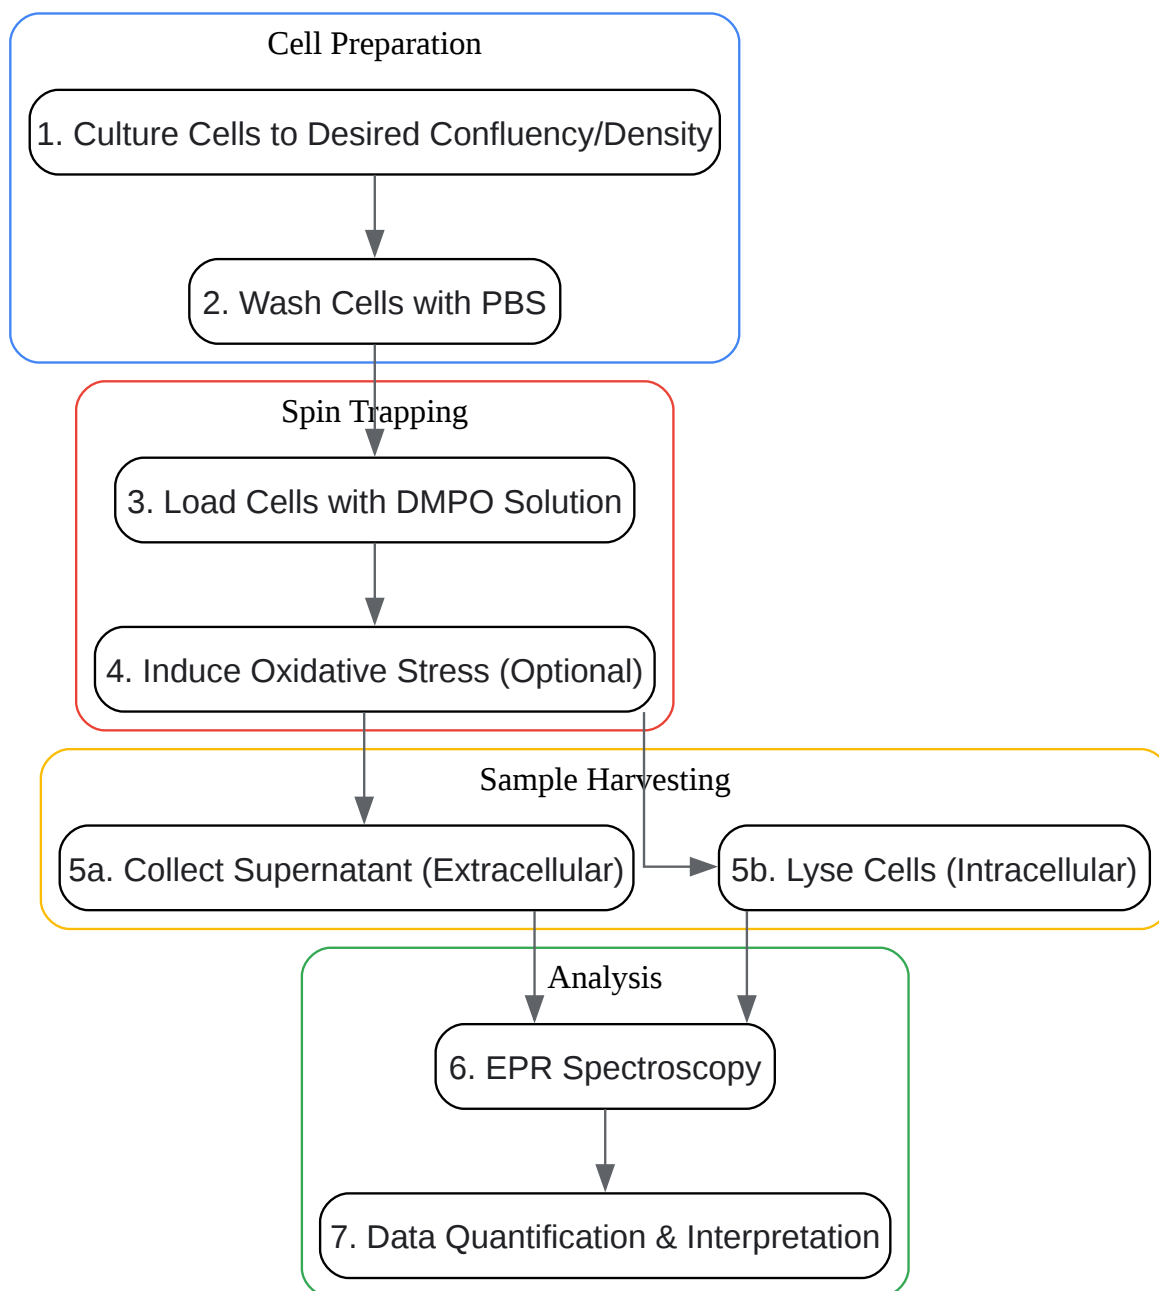 Cell Preparation
1. Culture Cells to Desired Confluency/Density
2. Wash Cells with PBS
Spin Trapping
3. Load Cells with DMPO Solution
4. Induce Oxidative Stress (Optional)
Sample Harvesting
5a. Collect Supernatant (Extracellular)
5b. Lyse Cells (Intracellular)
Analysis
6. EPR Spectroscopy
7. Data Quantification & Interpretation